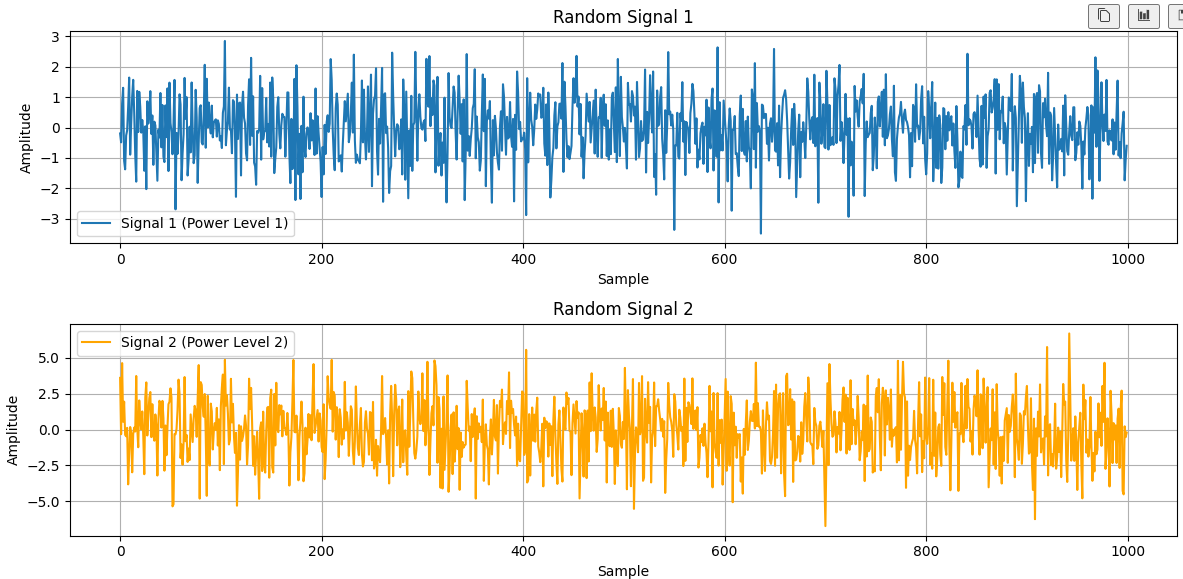 Random Signal 1
3
2
1
0
−1
−2
−3
Amplitude
Signal 1 (Power Level 1)
0 200 400 600 800 1000
Sample
Random Signal 2
5.0
2.5
0.0
−2.5
−5.0
Amplitude
Signal 2 (Power Level 2)
0 200 400 600 800 1000
Sample